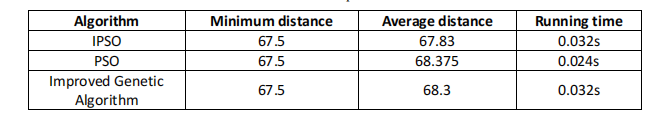 Algorithm Minimum distance Average distance Running time
IPSO 67.5 67.83 0.032s
PSO 67.5 68.375 0.024s
Improved Genetic
Algorithm 67.5 68.3 0.032s